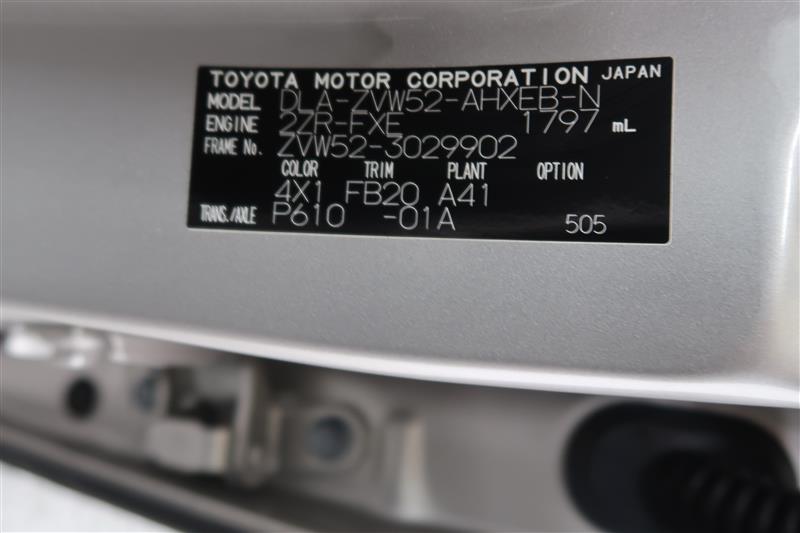 TOYOTA MOTOR CORPORATION JAPAN
MODEL DLA-ZVW52-AHXEB-N
ENGINE 2ZR-FXE 1797 mL
FRAME No. ZVW52-3029902
COLOR TRIM PLANT OPTION
4X1 FB20 A41
TRANS./AXLE P610 -01A 505